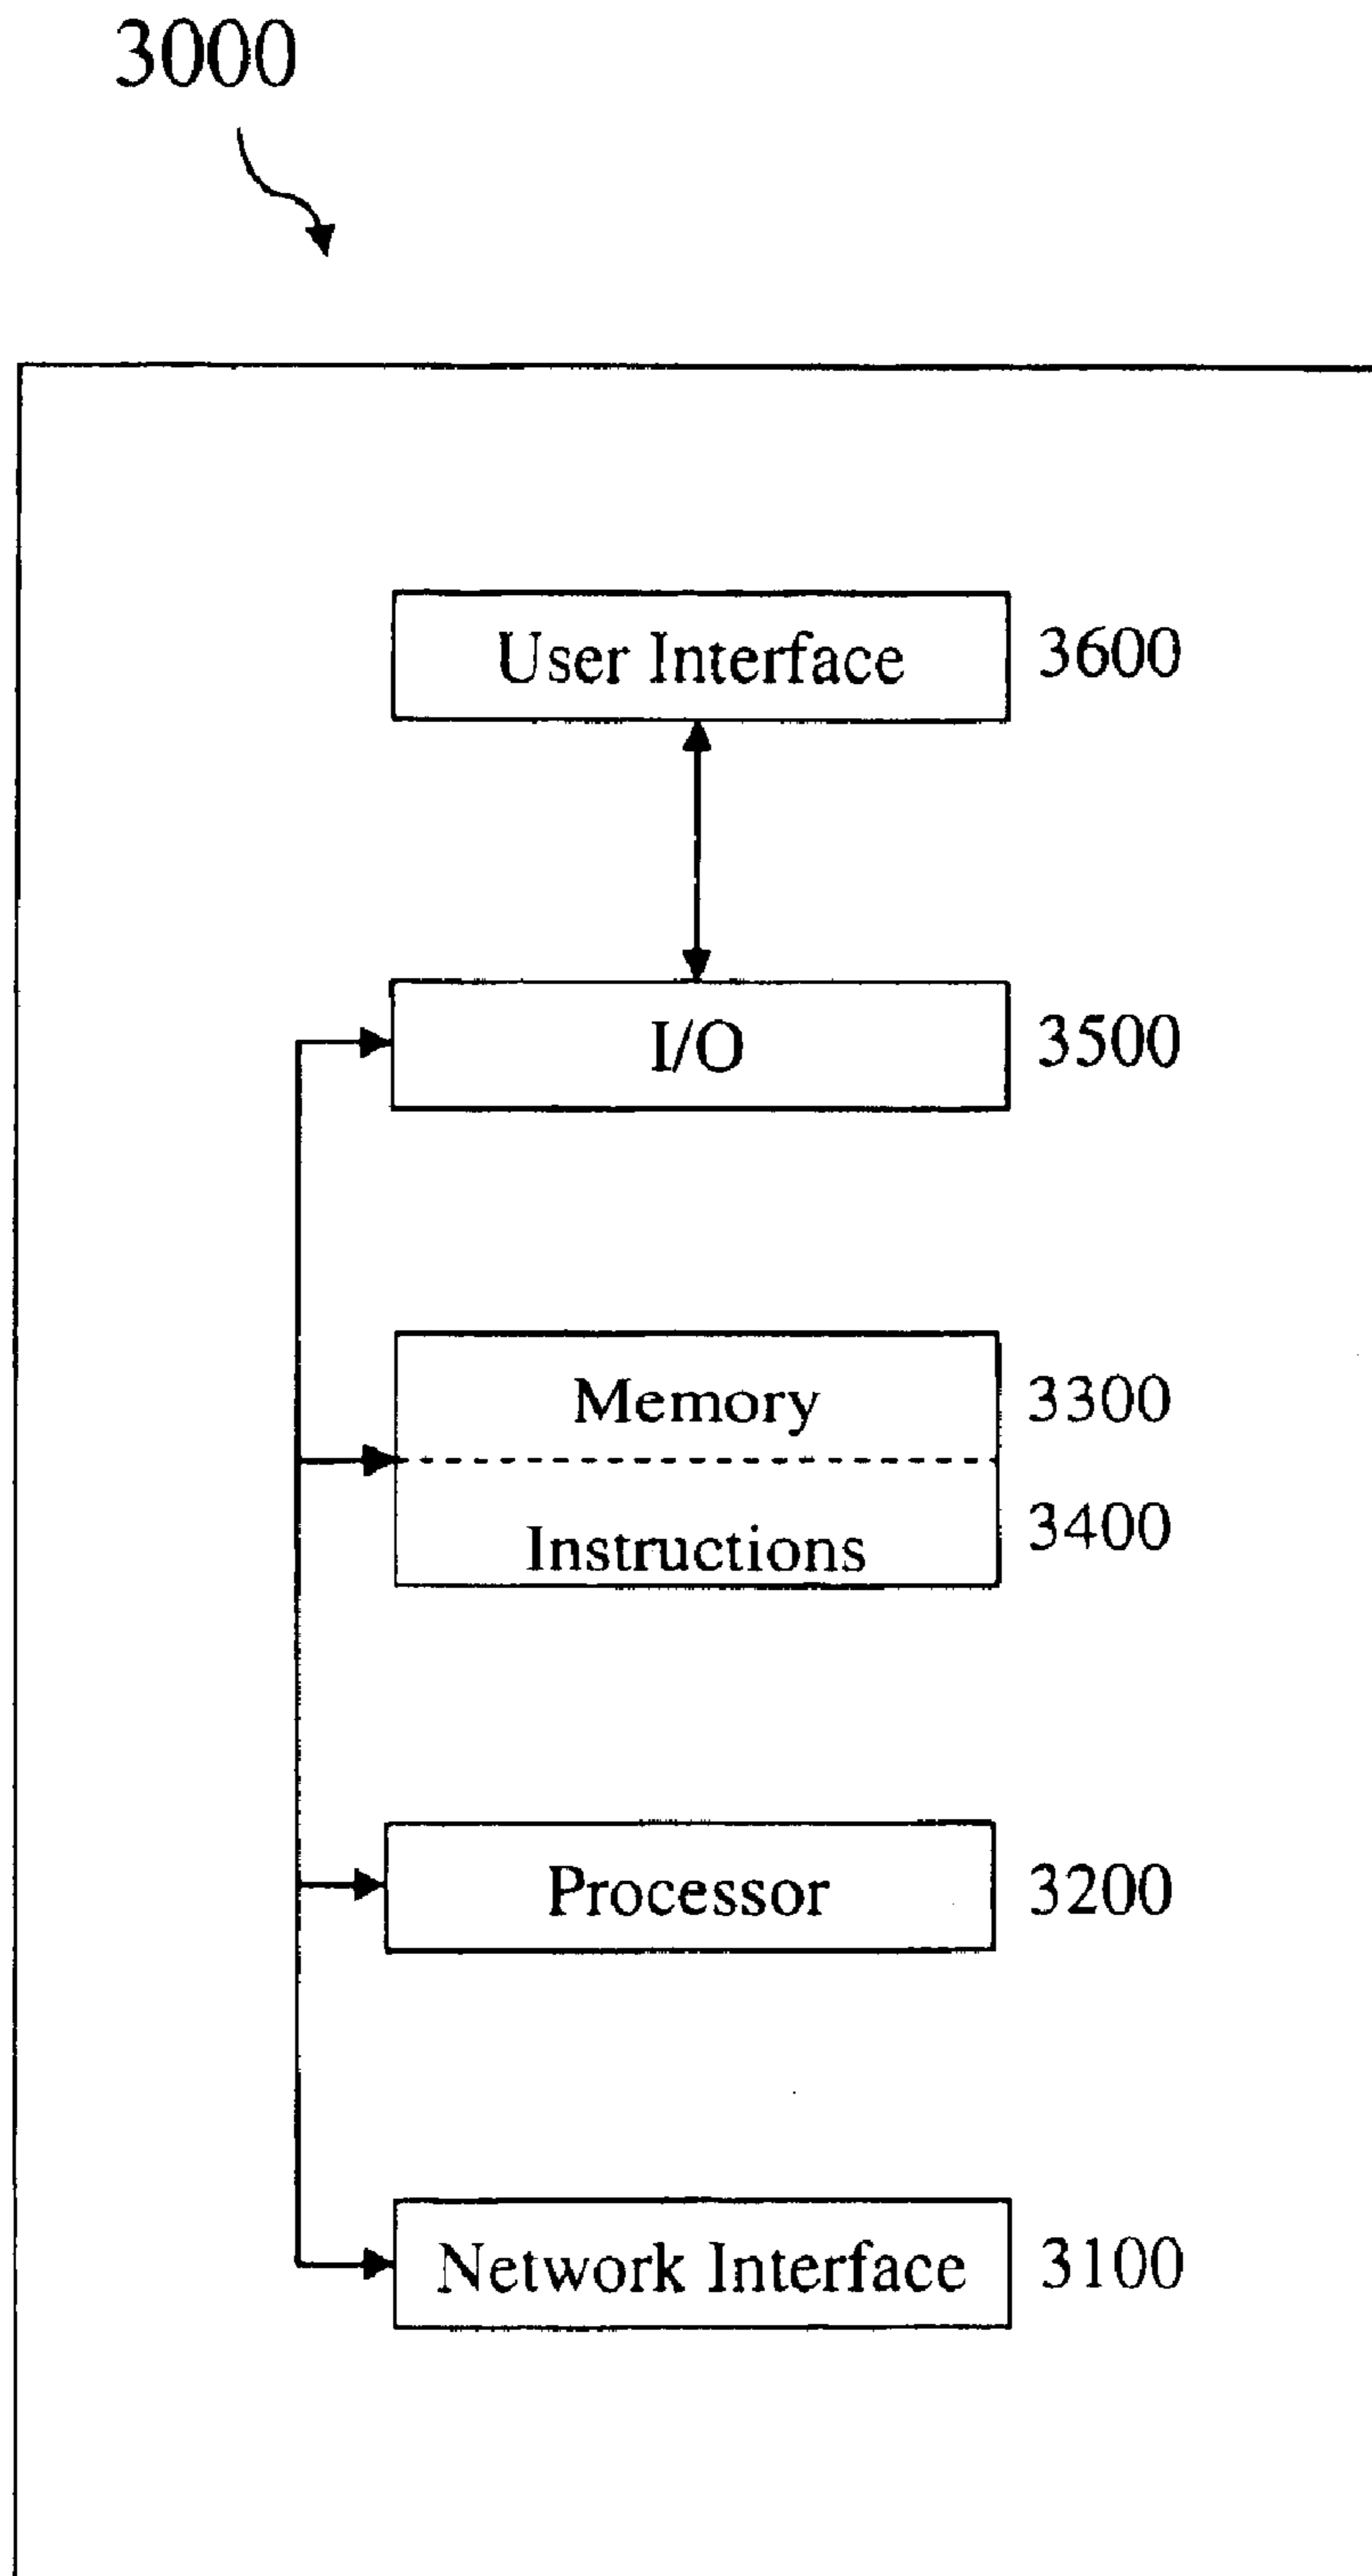 3000
User Interface 3600
I/O 3500
Memory 3300
Instructions 3400
Processor 3200
Network Interface 3100